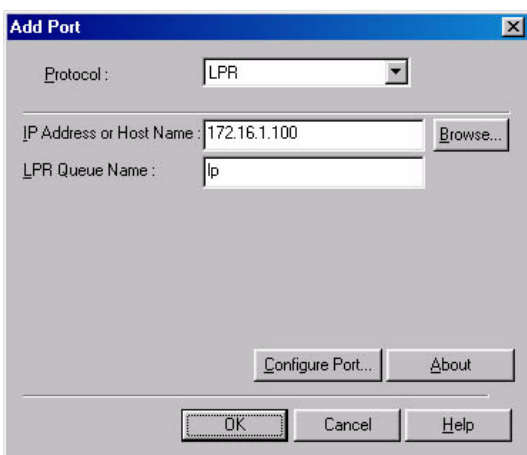 Add Port
Protocol : LPR
IP Address or Host Name : 172.16.1.100 Browse...
LPR Queue Name : lp
Configure Port... About
OK Cancel Help